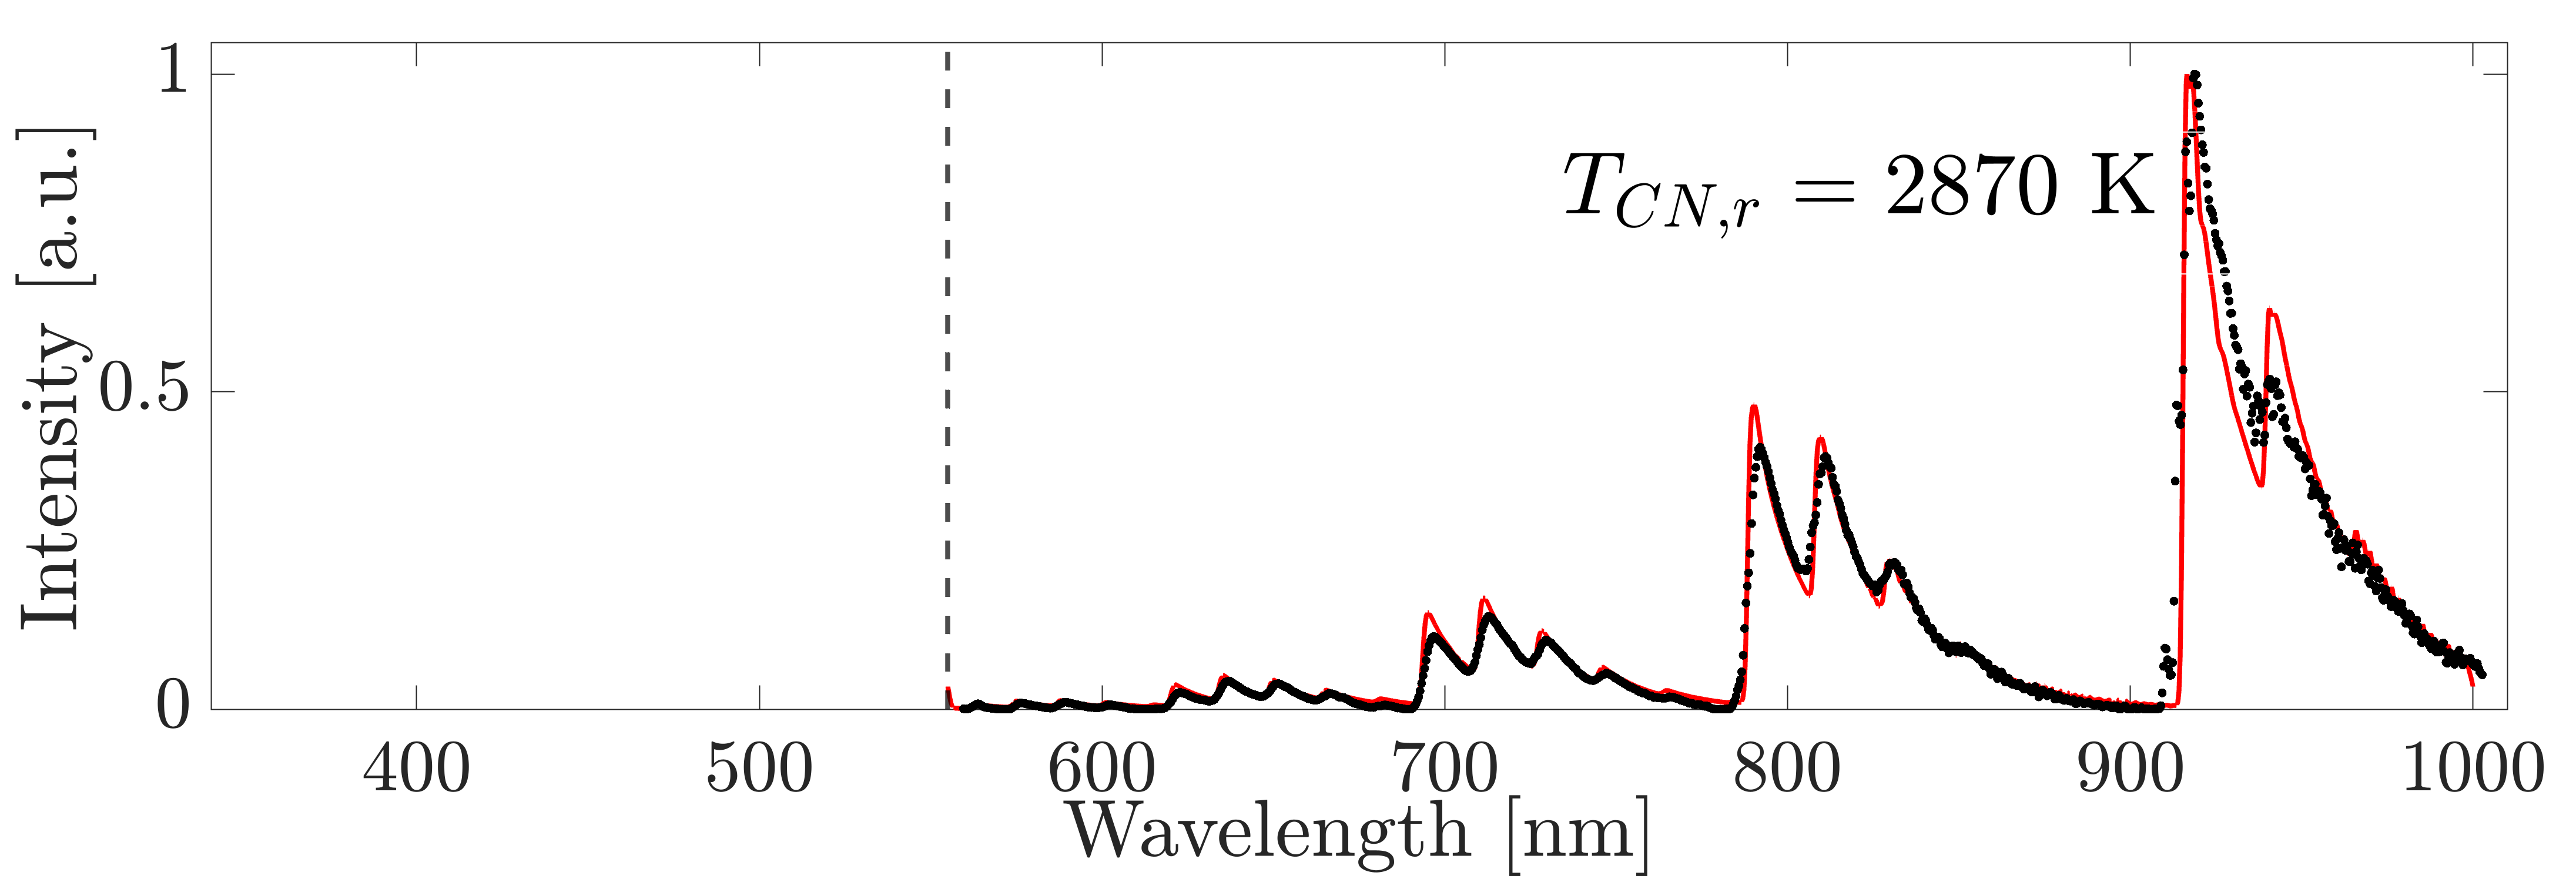 Intensity [a.u.]
1
0.5
0
T_{CN,r} = 2870 K
400 500 600 700 800 900 1000
Wavelength [nm]